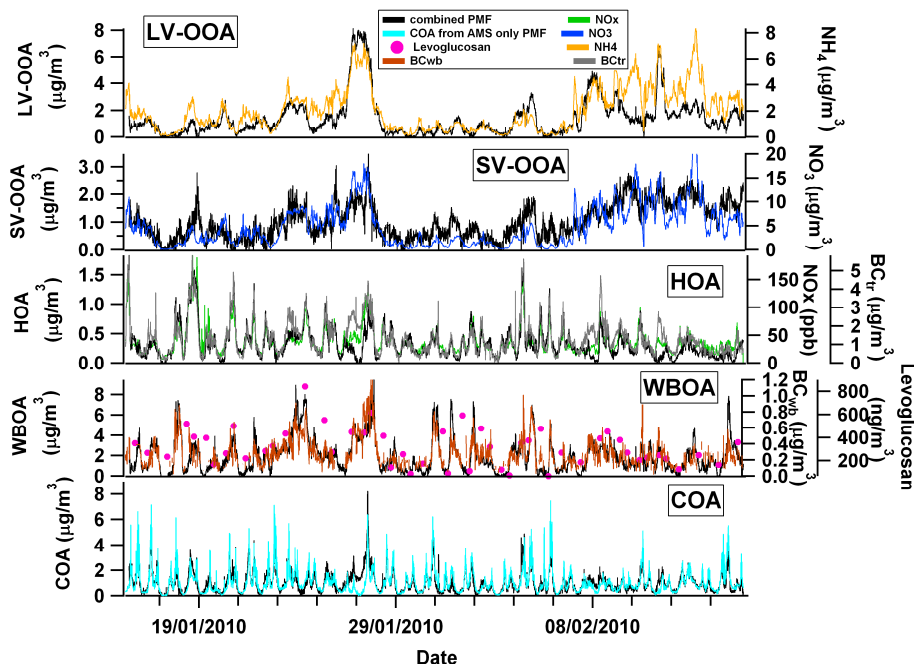 combined PMF
COA from AMS only PMF
Levoglucosan
BCwb
NOx
NO3
NH4
BCtr
LV-OOA
LV-OOA
(µg/m³)
8
6
4
2
0
8
6
4
2
0
NH₄ (µg/m³)
SV-OOA
SV-OOA
(µg/m³)
3.0
2.0
1.0
0.0
20
15
10
5
0
NO₃ (µg/m³)
HOA
HOA
(µg/m³)
1.5
1.0
0.5
0.0
150
100
50
0
NOx (ppb)
5
4
3
2
1
0
BCtr (µg/m³)
WBOA
WBOA
(µg/m³)
8
6
4
2
0
1.2
1.0
0.8
0.6
0.4
0.2
0.0
BCwb (µg/m³)
800
600
400
200
Levoglucosan
(ng/m³)
COA
COA (µg/m³)
8
6
4
2
0
19/01/2010
29/01/2010
08/02/2010
Date